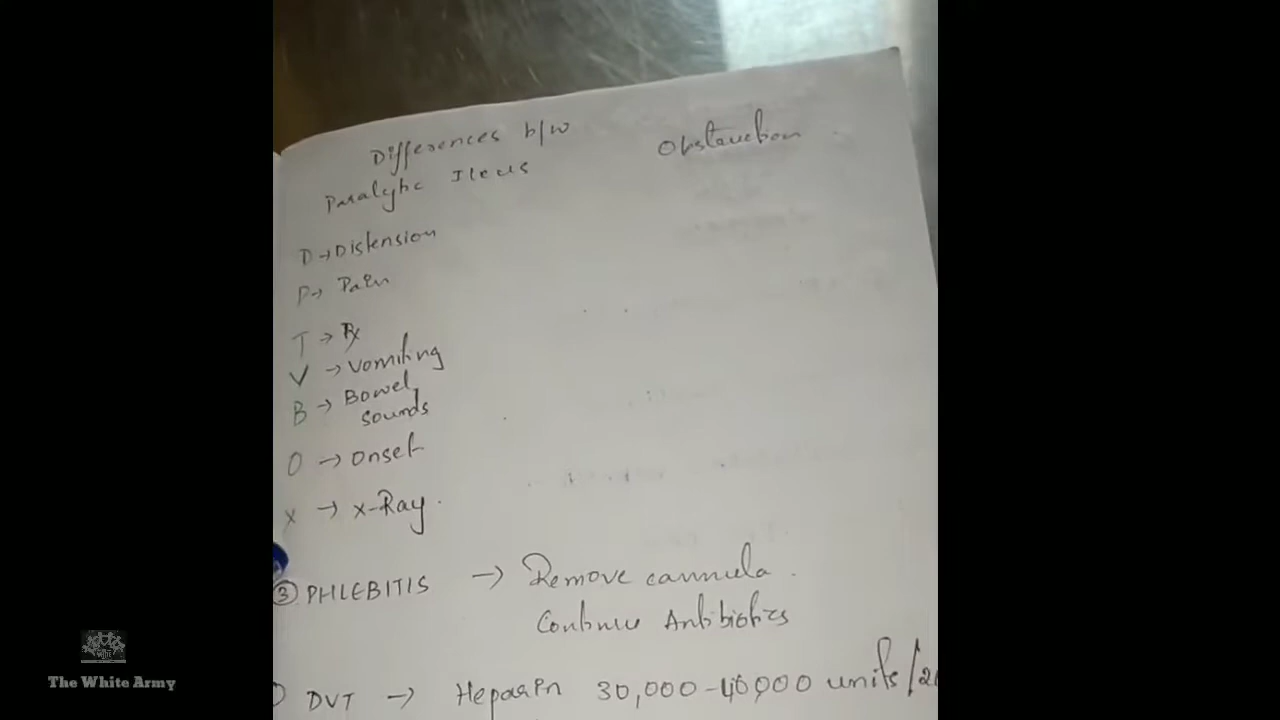 Differences b/w
Paralytic Ileus Obstruction
D → Distension
P → Pain
T → Rx
V → Vomiting
B → Bowel
sounds
O → Onset
X → X-Ray.
③ PHLEBITIS → Remove cannula.
Continue Antibiotics
DVT → Heparin 30,000-40,000 units/2
The White Army